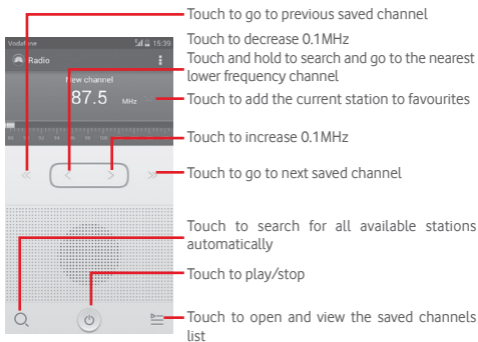 Touch to go to previous saved channel
Vodafone 15:39
Touch to decrease 0.1MHz
Radio
Touch and hold to search and go to the nearest
lower frequency channel
New channel
87.5 MHz
Touch to add the current station to favourites
Touch to increase 0.1MHz
Touch to go to next saved channel
Touch to search for all available stations
automatically
Touch to play/stop
Touch to open and view the saved channels
list